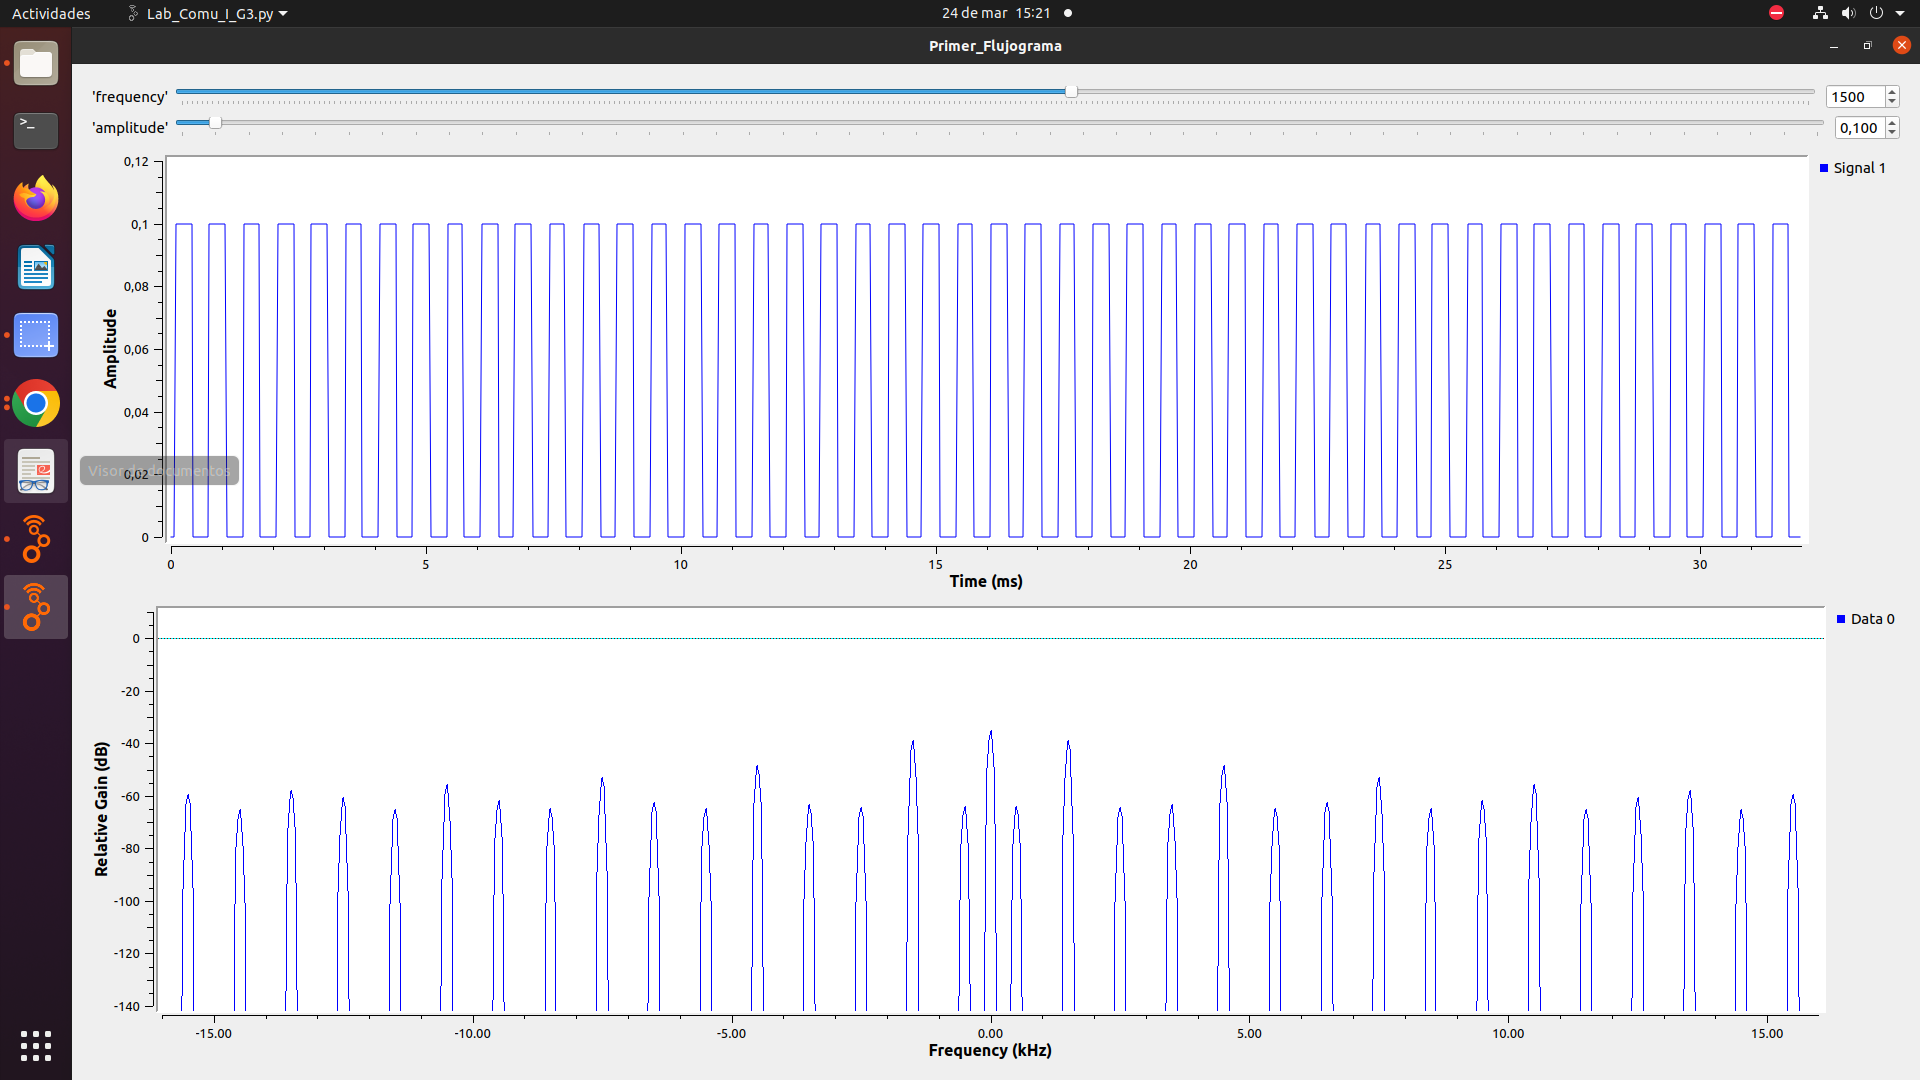 Actividades
Lab_Comu_I_G3.py
24 de mar 15:21
Primer_Flujograma
'frequency'
1500
'amplitude'
0,100
0,12
0,1
0,08
0,06
0,04
0,02
0
Amplitude
Signal 1
Visor de documentos
0 5 10 15 20 25 30
Time (ms)
0
-20
-40
-60
-80
-100
-120
-140
Relative Gain (dB)
Data 0
-15.00 -10.00 -5.00 0.00 5.00 10.00 15.00
Frequency (kHz)